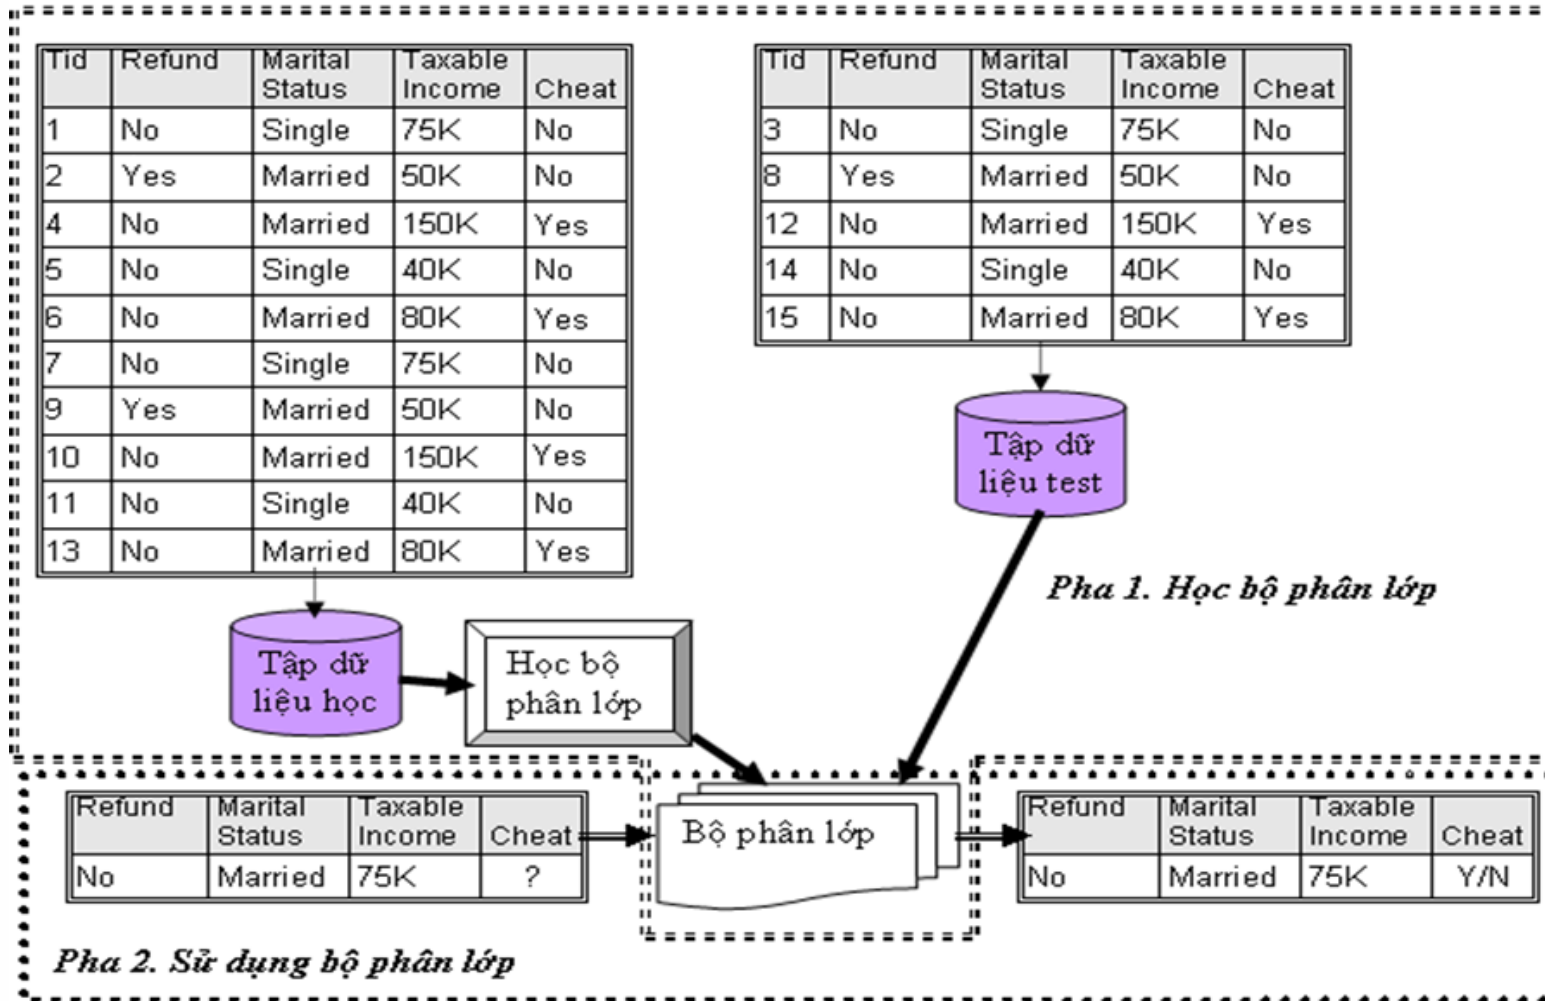 Tid Refund Marital Status Taxable Income Cheat
1 No Single 75K No
2 Yes Married 50K No
4 No Married 150K Yes
5 No Single 40K No
6 No Married 80K Yes
7 No Single 75K No
9 Yes Married 50K No
10 No Married 150K Yes
11 No Single 40K No
13 No Married 80K Yes
Tid Refund Marital Status Taxable Income Cheat
3 No Single 75K No
8 Yes Married 50K No
12 No Married 150K Yes
14 No Single 40K No
15 No Married 80K Yes
Tập dữ
liệu test
Pha 1. Học bộ phân lớp
Tập dữ
liệu học
Học bộ
phân lớp
Refund Marital Status Taxable Income Cheat
No Married 75K ?
Bộ phân lớp
Refund Marital Status Taxable Income Cheat
No Married 75K Y/N
Pha 2. Sử dụng bộ phân lớp